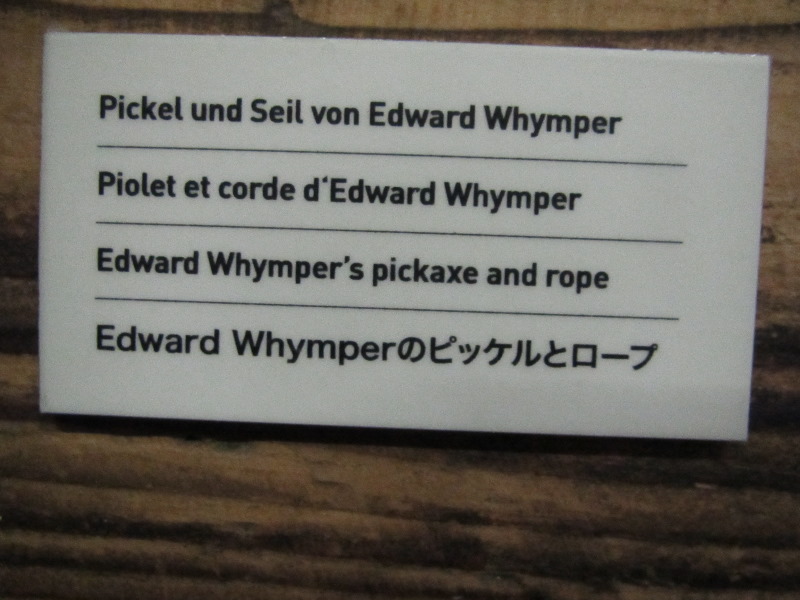 Pickel und Seil von Edward Whymper
Piolet et corde d‘Edward Whymper
Edward Whymper’s pickaxe and rope
Edward Whymperのピッケルとロープ